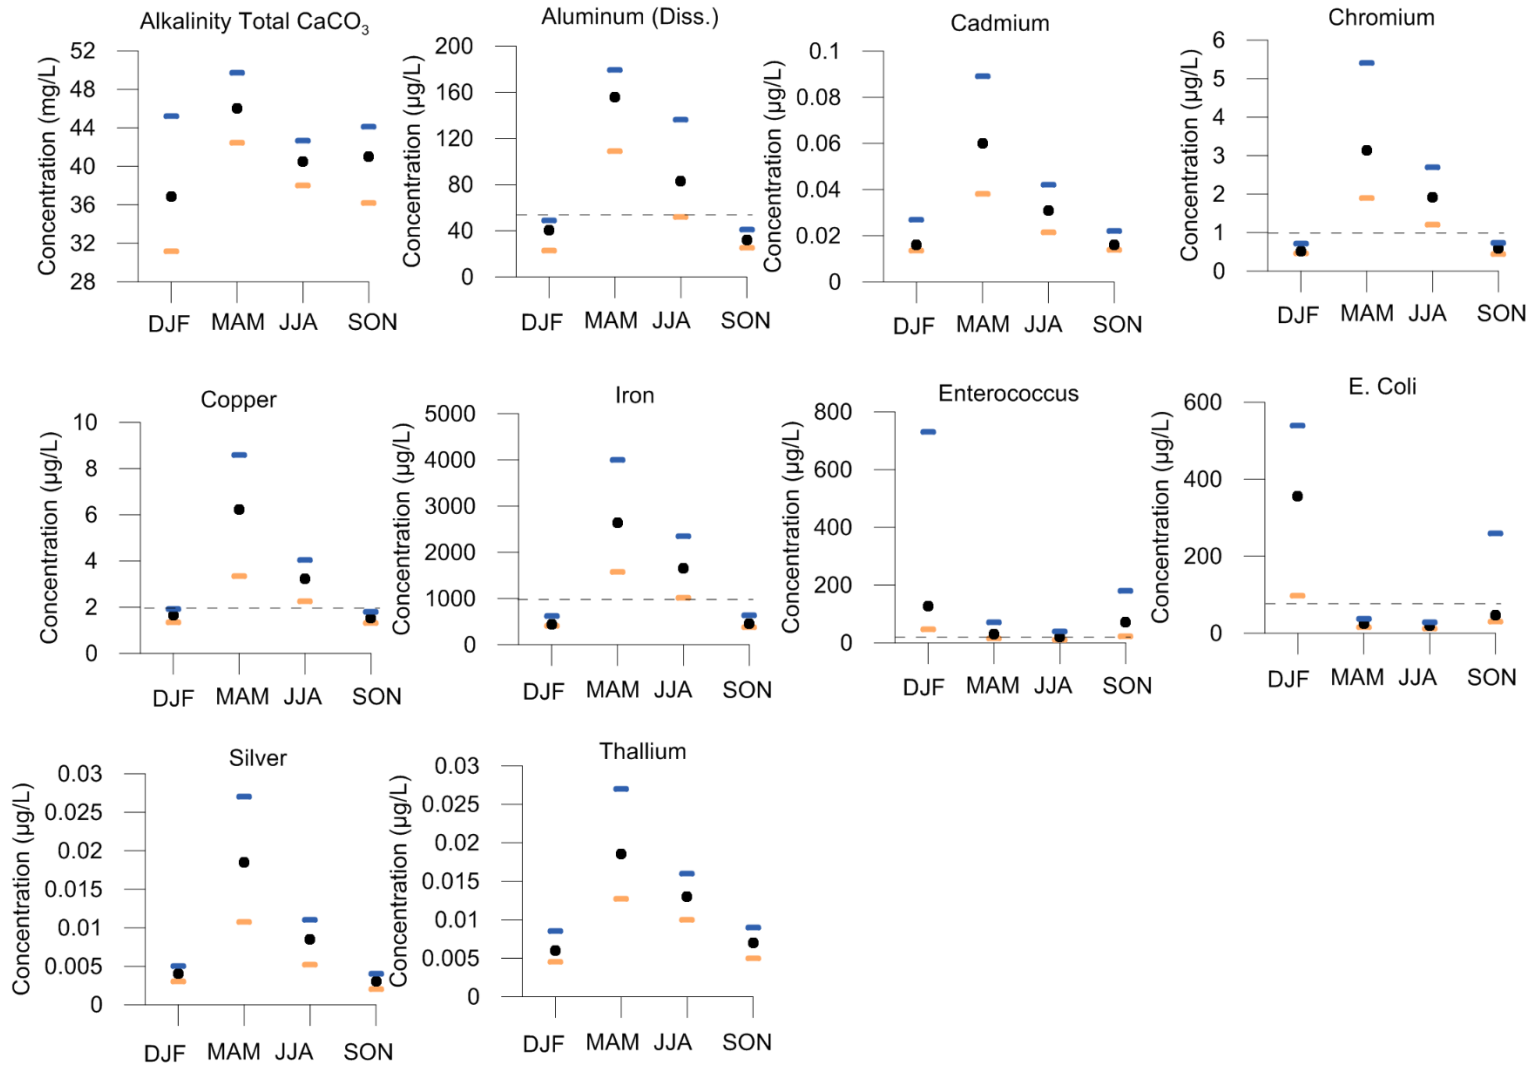 Alkalinity Total CaCO₃
Concentration (mg/L)
52
48
44
40
36
32
28
DJF MAM JJA SON
Aluminum (Diss.)
Concentration (µg/L)
200
160
120
80
40
0
DJF MAM JJA SON
Cadmium
Concentration (µg/L)
0.1
0.08
0.06
0.04
0.02
0
DJF MAM JJA SON
Chromium
Concentration (µg/L)
6
5
4
3
2
1
0
DJF MAM JJA SON
Copper
Concentration (µg/L)
10
8
6
4
2
0
DJF MAM JJA SON
Iron
Concentration (µg/L)
5000
4000
3000
2000
1000
0
DJF MAM JJA SON
Enterococcus
Concentration (µg/L)
800
600
400
200
0
DJF MAM JJA SON
E. Coli
Concentration (µg/L)
600
400
200
0
DJF MAM JJA SON
Silver
Concentration (µg/L)
0.03
0.025
0.02
0.015
0.01
0.005
0
DJF MAM JJA SON
Thallium
Concentration (µg/L)
0.03
0.025
0.02
0.015
0.01
0.005
0
DJF MAM JJA SON